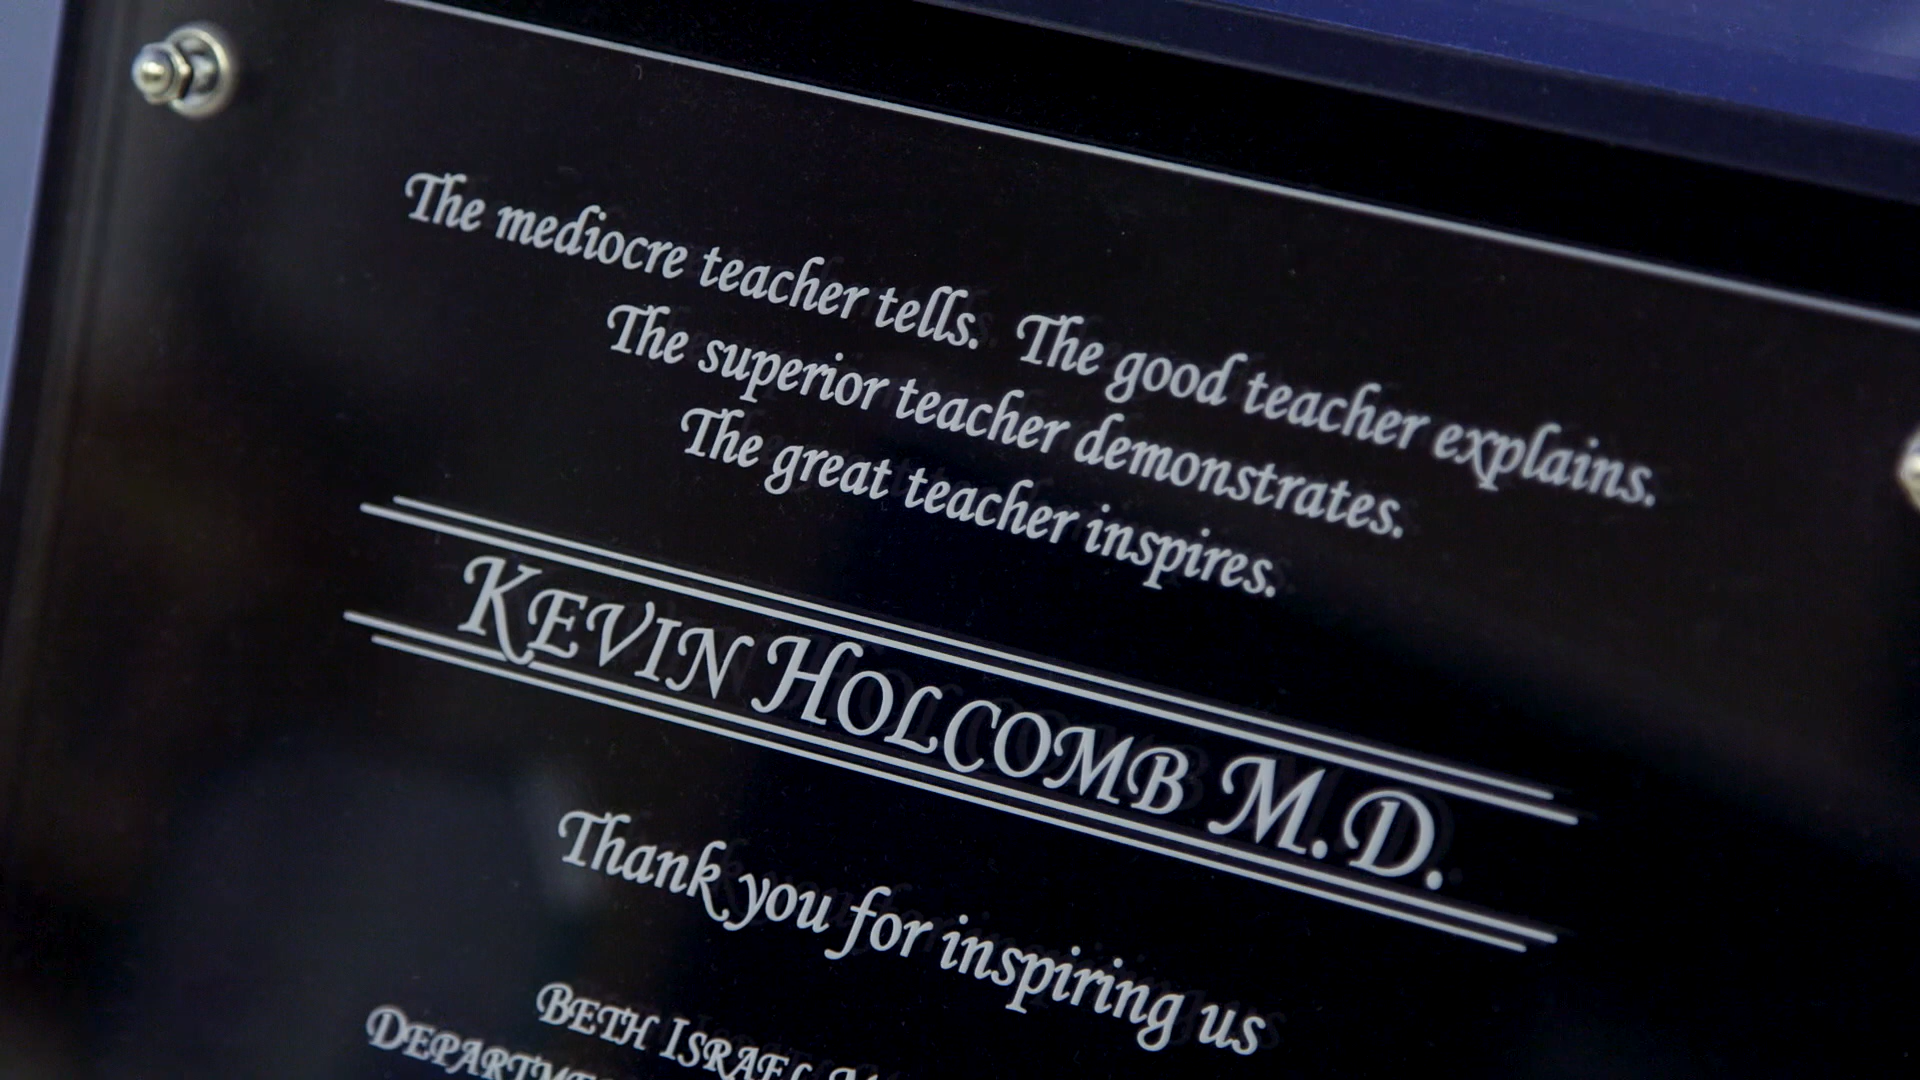 The mediocre teacher tells. The good teacher explains.
The superior teacher demonstrates.
The great teacher inspires.
KEVIN HOLCOMB M.D.
Thank you for inspiring us
BETH ISRAEL